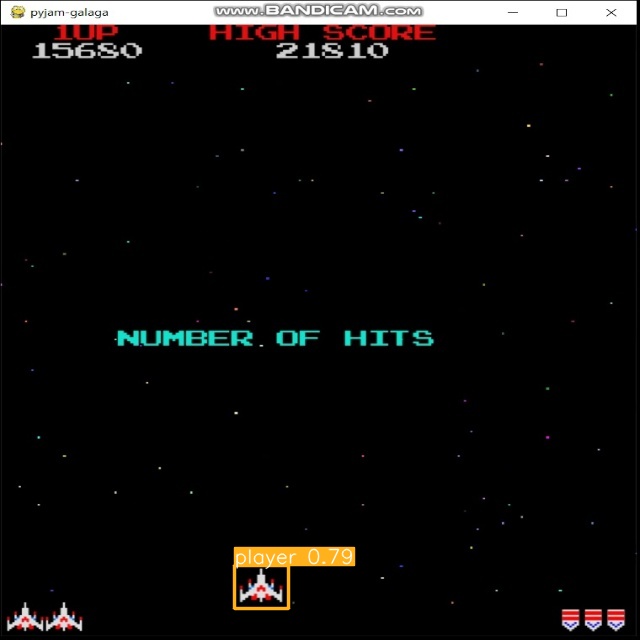 pyjam-galaga
www.BANDICAM.com
1UP HIGH SCORE
15680 21810
NUMBER OF HITS
player 0.79